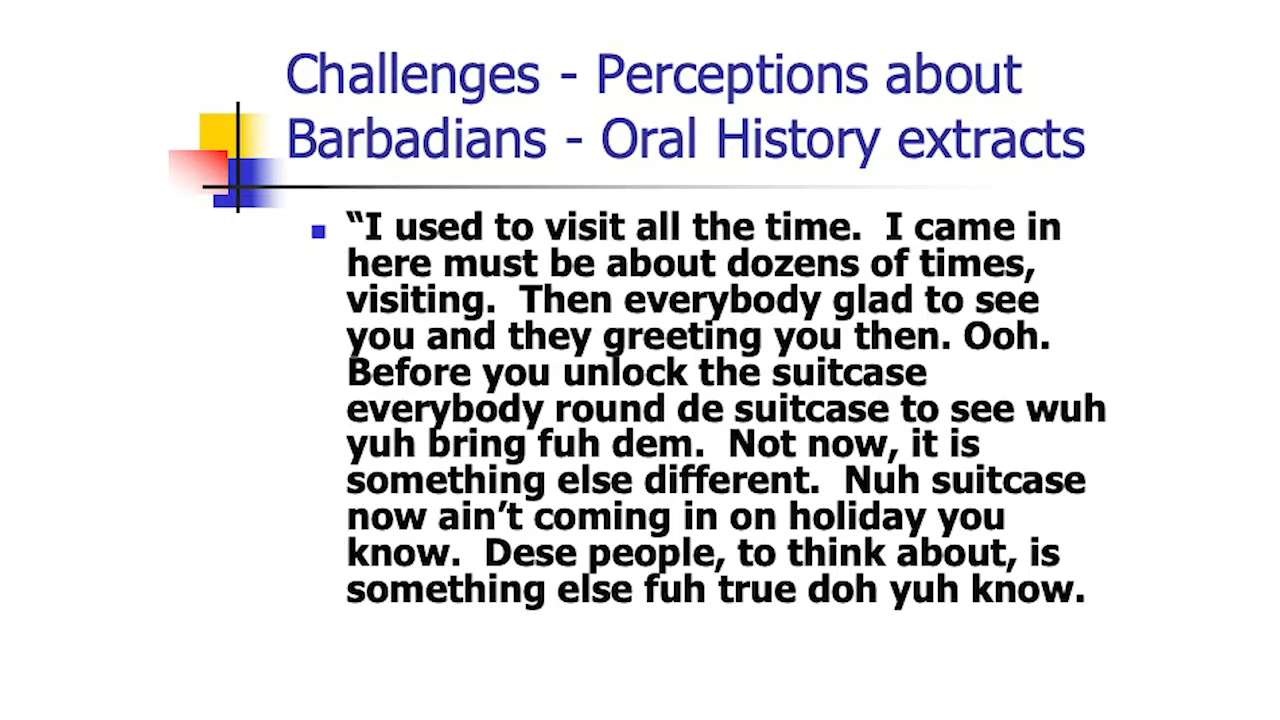 Challenges - Perceptions about
Barbadians - Oral History extracts
“I used to visit all the time.  I came in
here must be about dozens of times,
visiting.  Then everybody glad to see
you and they greeting you then. Ooh.
Before you unlock the suitcase
everybody round de suitcase to see wuh
yuh bring fuh dem.  Not now, it is
something else different.  Nuh suitcase
now ain’t coming in on holiday you
know.  Dese people, to think about, is
something else fuh true doh yuh know.